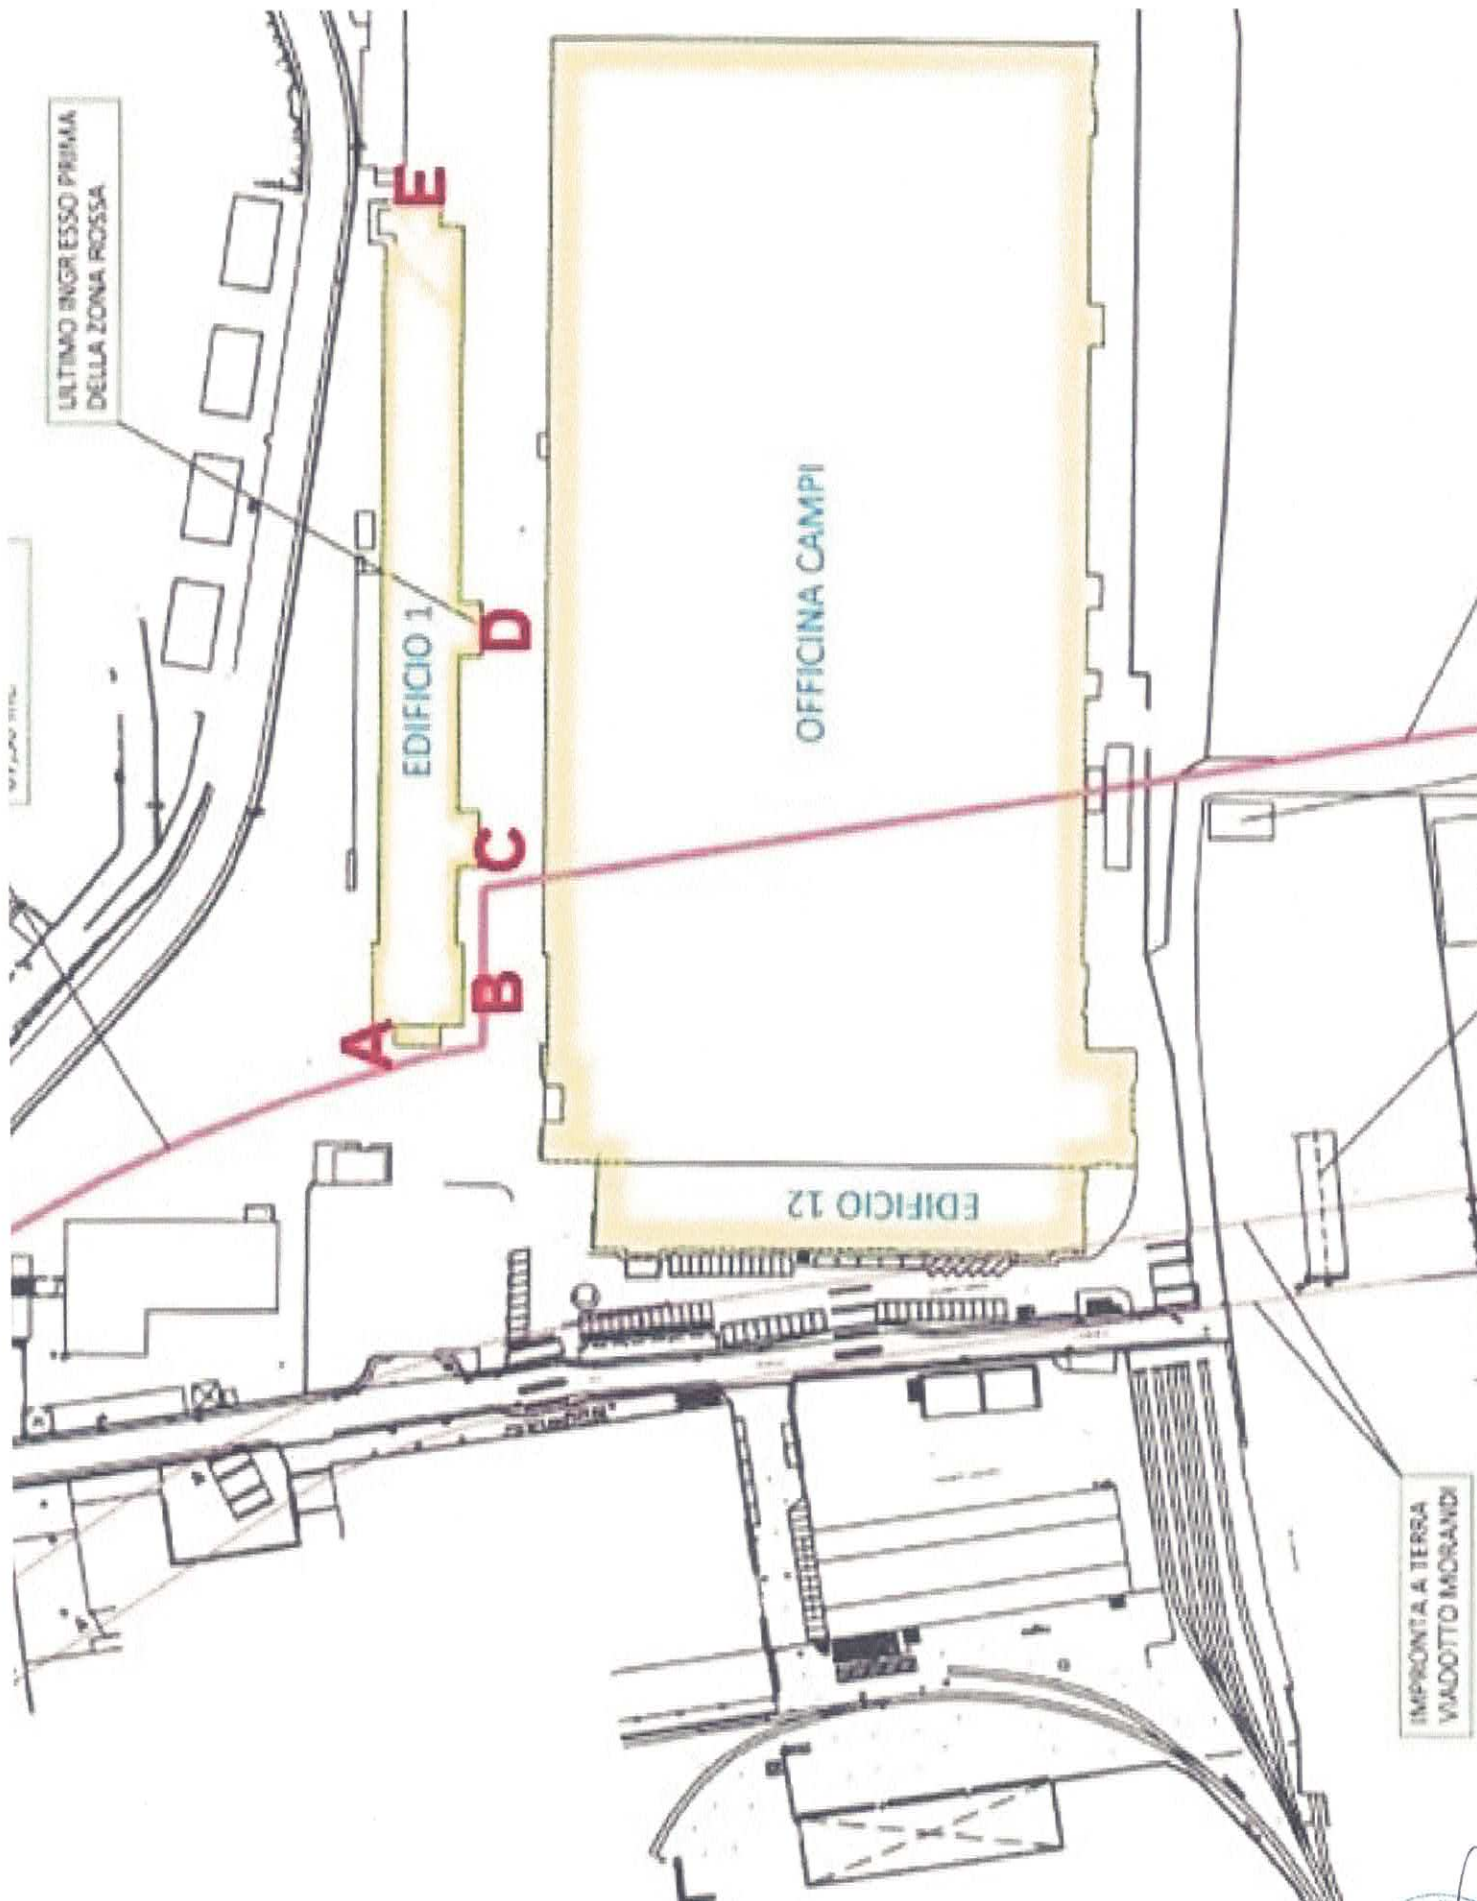 ULTIMO INGRESSO PRIMA
DELLA ZONA ROSSA
E
EDIFICIO 1
D
C
B
A
OFFICINA CAMPI
EDIFICIO 12
IMPRONTA A TERRA
VIADOTTO MORANDI